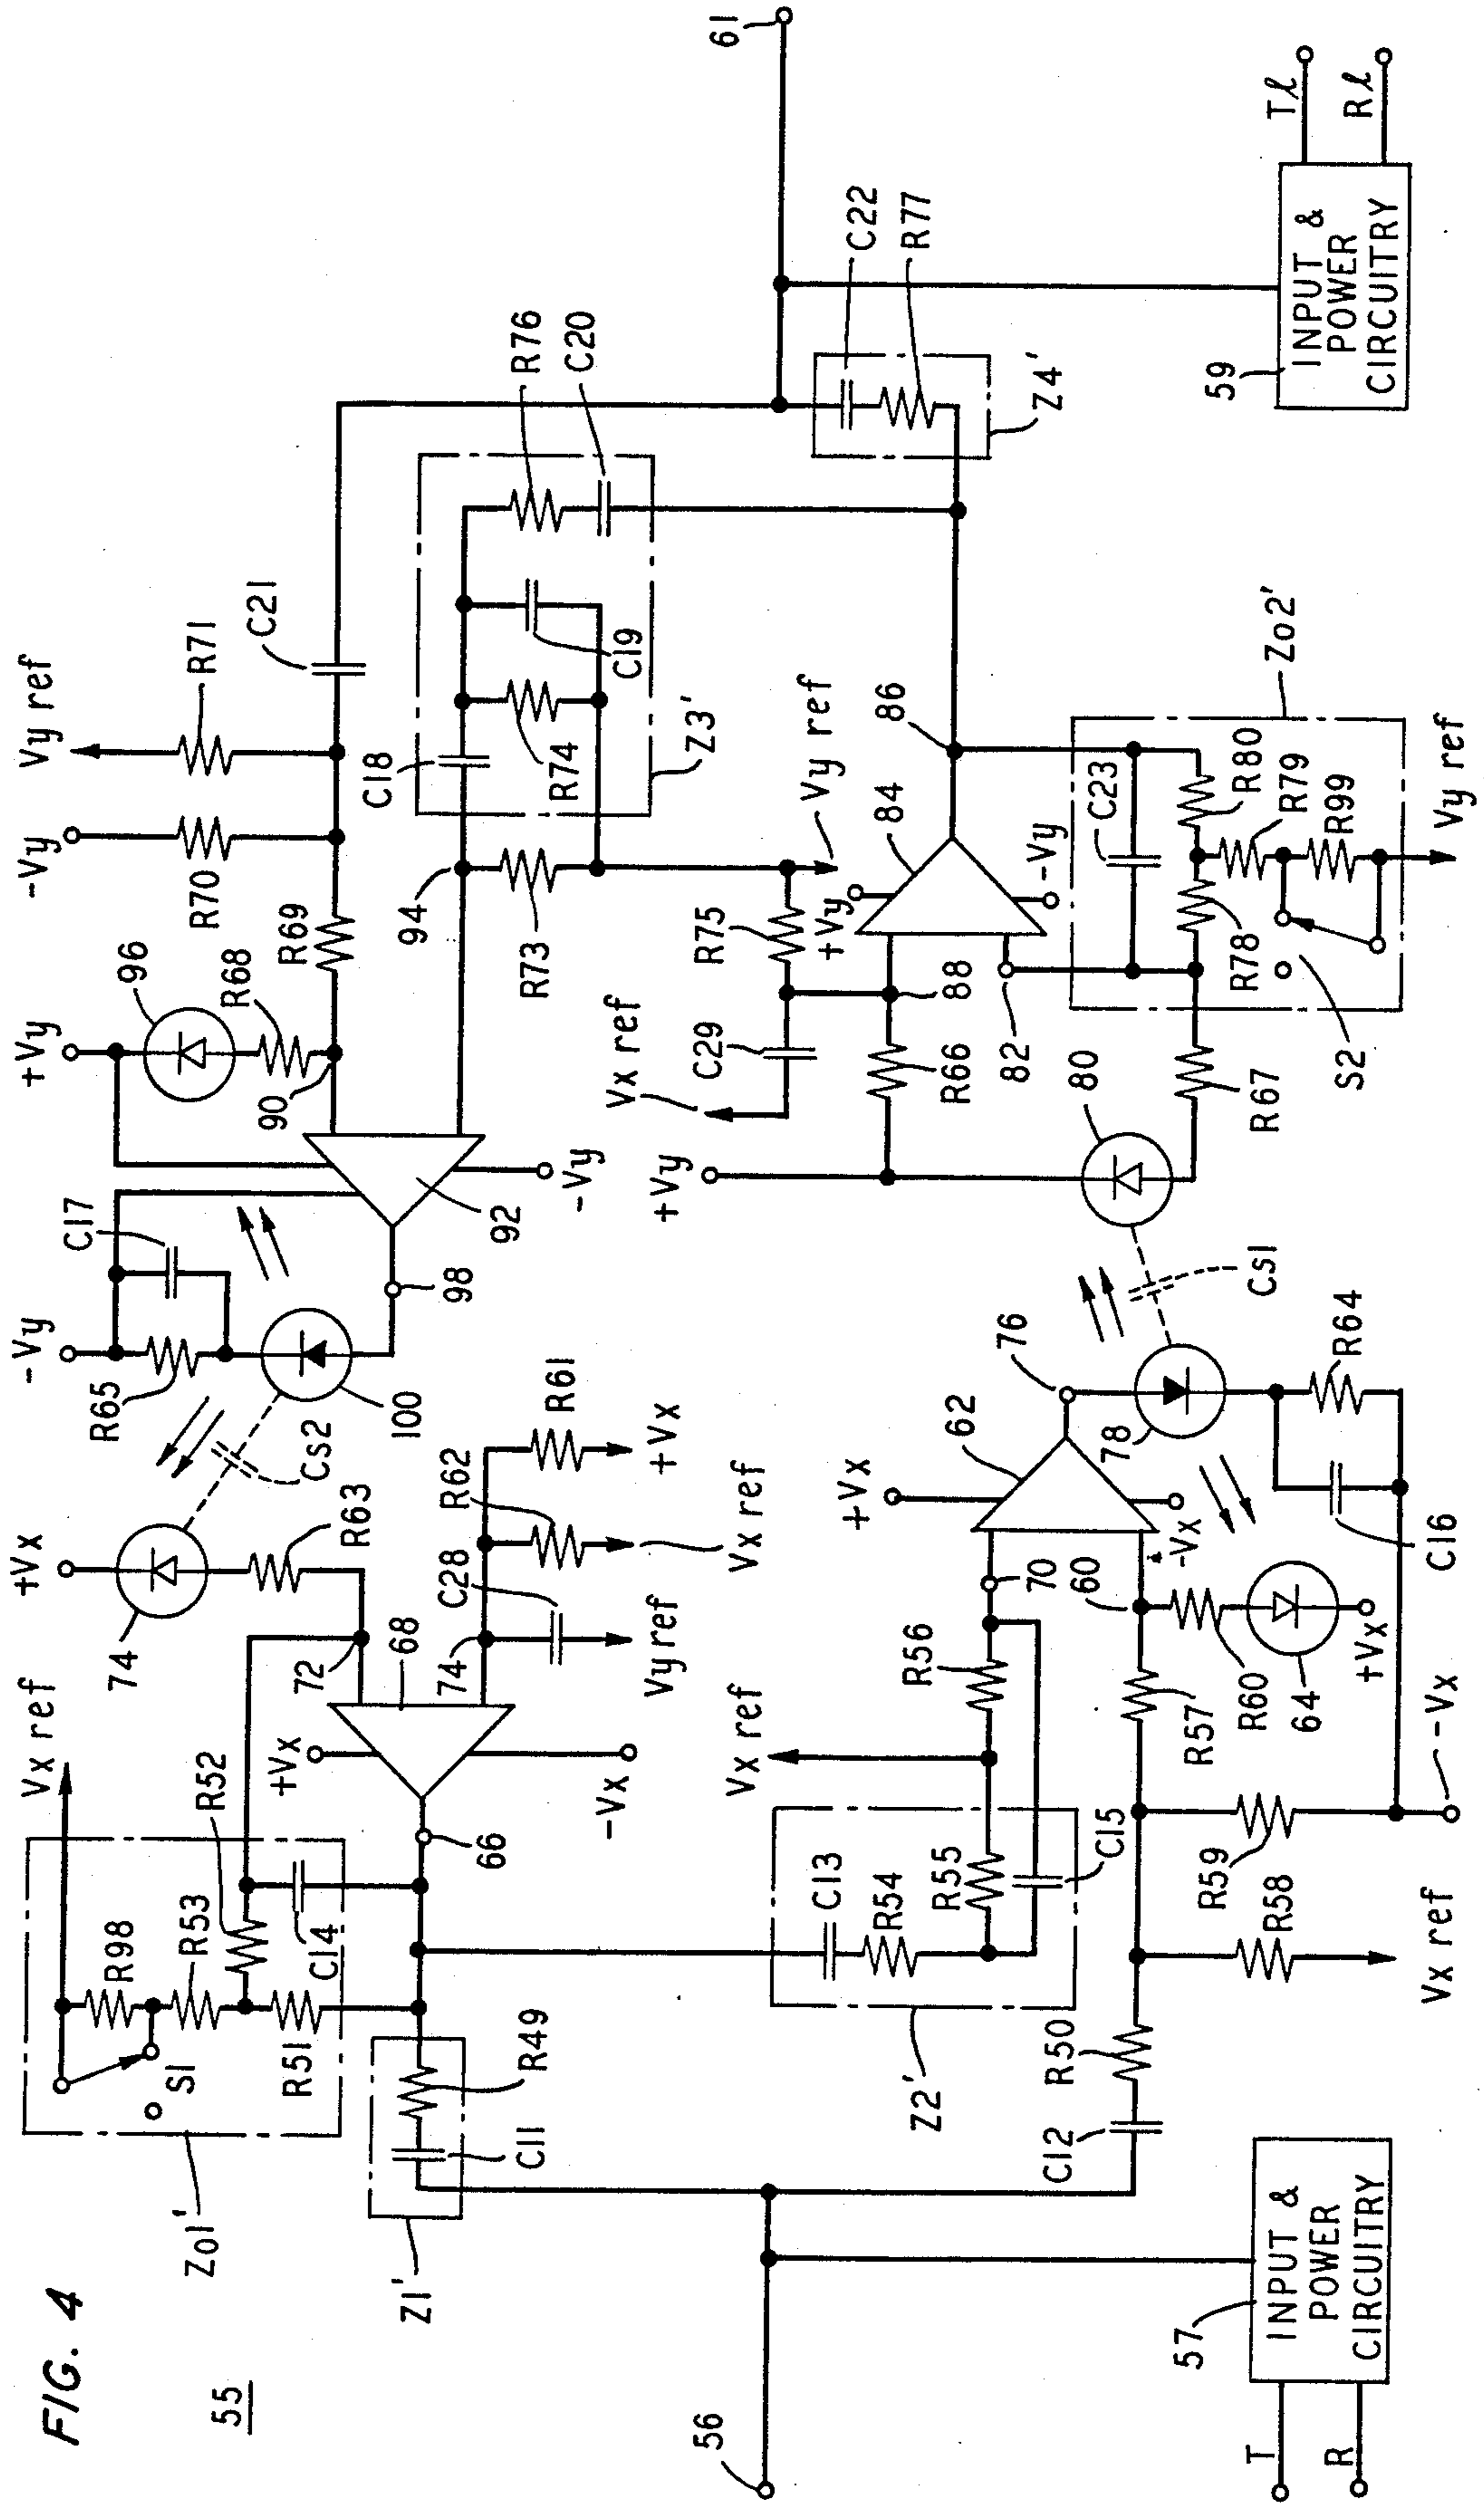 FIG. 4
55
Zo1'
Vx ref
R98
R53
R52
S1
R51
C14
74
+Vx
R63
72
68
74
+Vx
-Vx
66
C28
Vy ref
R62
Vx ref
R61
+Vx
Cs2
Z1'
R49
C11
-Vy
C17
R65
100
98
92
-Vy
+Vy
96
R68
90
R69
-Vy
R70
Vy ref
R71
C21
94
C18
R73
R74
C19
R76
C20
Z3'
61
56
Vx ref
R56
70
62
+Vx
76
Z2'
C13
R54
R55
C15
C12
R50
R57
60
-Vx
R60
64
+Vx
R59
R58
Vx ref
-Vx
78
R64
C16
Cs1
80
+Vy
Vx ref
C29
R75
Vy ref
+Vy
84
-Vy
86
88
R66
82
R67
C23
R78
R80
R79
R99
S2
Zo2'
Vy ref
C22
R77
Z4'
57
INPUT &
POWER
CIRCUITRY
T
R
59
INPUT &
POWER
CIRCUITRY
Tℓ
Rℓ